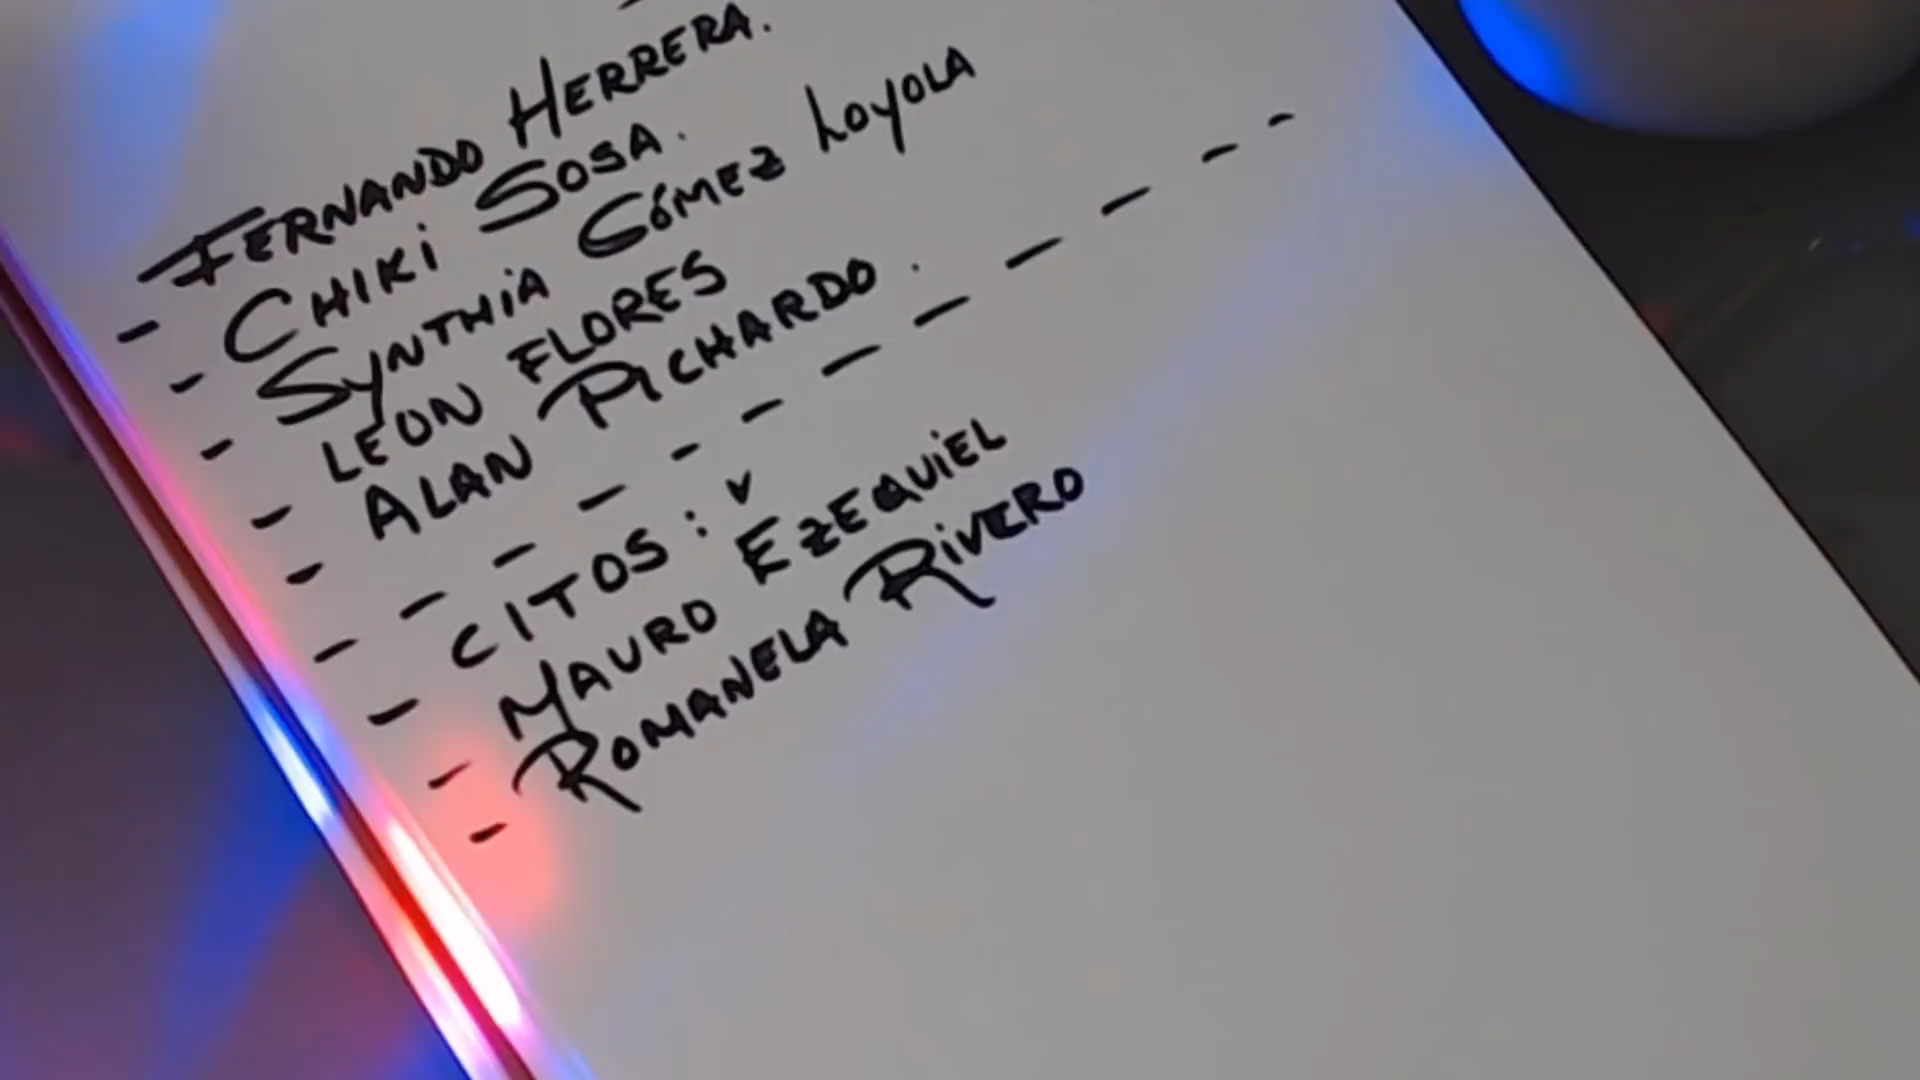 - FERNANDO HERRERA.
- CHIKI SOSA.
- SYNTHIA GÓMEZ LOYOLA
- LEON FLORES
- ALAN PICHARDO.
- - - - - - - - - - - - -
- CITOS: v
- MAURO EZEQUIEL
- ROMANELA RIVERO